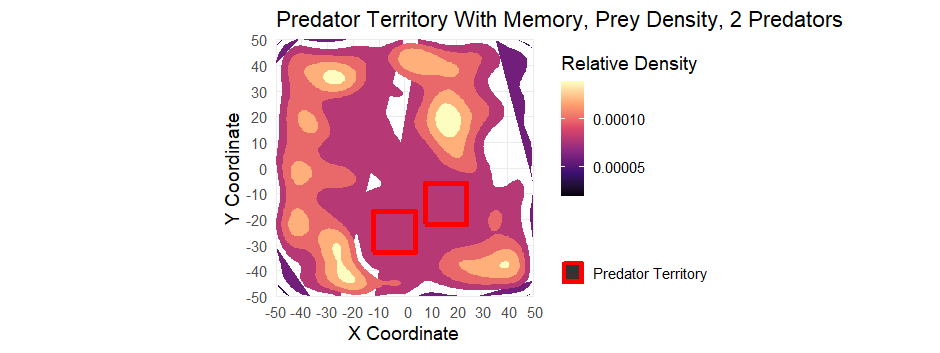 Predator Territory With Memory, Prey Density, 2 Predators
50
40
30
20
10
0
-10
-20
-30
-40
-50
Y Coordinate
-50 -40 -30 -20 -10 0 10 20 30 40 50
X Coordinate
Relative Density
0.00010
0.00005
Predator Territory